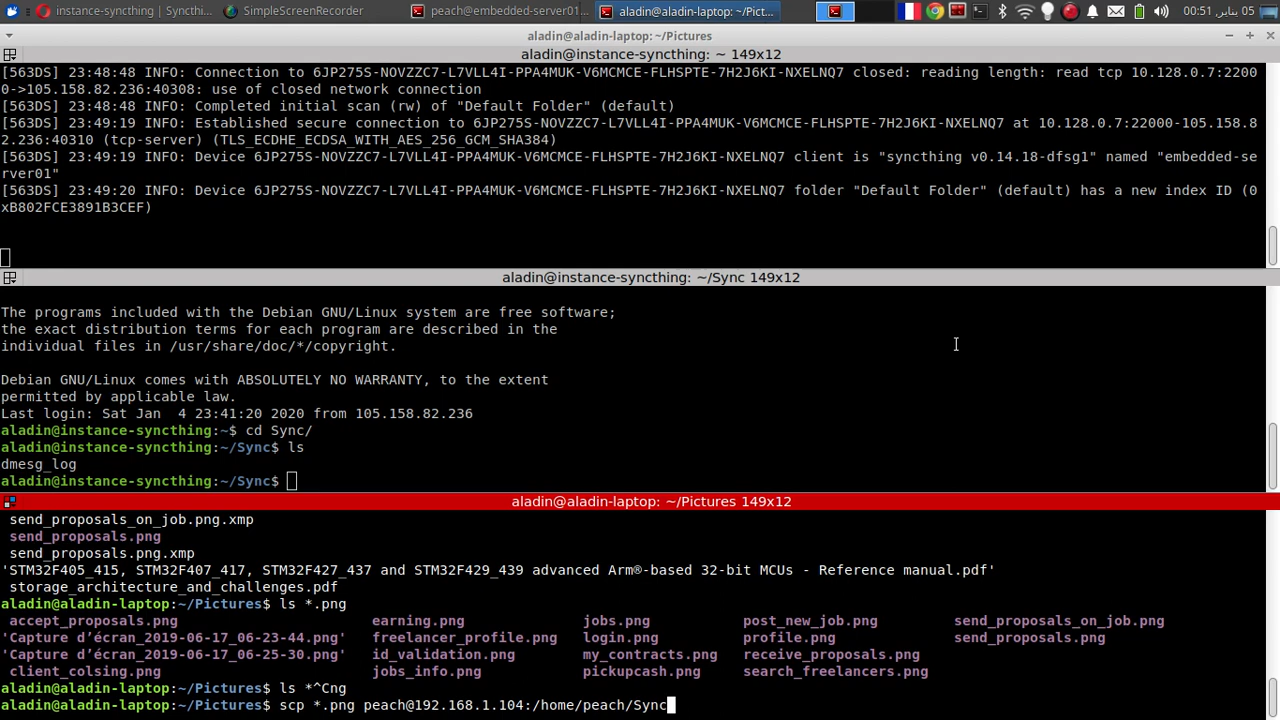 instance-syncthing | Syncthi...
SimpleScreenRecorder
peach@embedded-server01...
aladin@aladin-laptop: ~/Pict...
00:51 ,05 يناير
aladin@aladin-laptop: ~/Pictures
aladin@instance-syncthing: ~ 149x12
[563DS] 23:48:48 INFO: Connection to 6JP275S-NOVZZC7-L7VLL4I-PPA4MUK-V6MCMCE-FLHSPTE-7H2J6KI-NXELNQ7 closed: reading length: read tcp 10.128.0.7:2200
0->105.158.82.236:40308: use of closed network connection
[563DS] 23:48:48 INFO: Completed initial scan (rw) of "Default Folder" (default)
[563DS] 23:49:19 INFO: Established secure connection to 6JP275S-NOVZZC7-L7VLL4I-PPA4MUK-V6MCMCE-FLHSPTE-7H2J6KI-NXELNQ7 at 10.128.0.7:22000-105.158.8
2.236:40310 (tcp-server) (TLS_ECDHE_ECDSA_WITH_AES_256_GCM_SHA384)
[563DS] 23:49:19 INFO: Device 6JP275S-NOVZZC7-L7VLL4I-PPA4MUK-V6MCMCE-FLHSPTE-7H2J6KI-NXELNQ7 client is "syncthing v0.14.18-dfsg1" named "embedded-se
rver01"
[563DS] 23:49:20 INFO: Device 6JP275S-NOVZZC7-L7VLL4I-PPA4MUK-V6MCMCE-FLHSPTE-7H2J6KI-NXELNQ7 folder "Default Folder" (default) has a new index ID (0
xB802FCE3891B3CEF)
aladin@instance-syncthing: ~/Sync 149x12
The programs included with the Debian GNU/Linux system are free software;
the exact distribution terms for each program are described in the
individual files in /usr/share/doc/*/copyright.
Debian GNU/Linux comes with ABSOLUTELY NO WARRANTY, to the extent
permitted by applicable law.
Last login: Sat Jan  4 23:41:20 2020 from 105.158.82.236
aladin@instance-syncthing:~$ cd Sync/
aladin@instance-syncthing:~/Sync$ ls
dmesg_log
aladin@instance-syncthing:~/Sync$
aladin@aladin-laptop: ~/Pictures 149x12
send_proposals_on_job.png.xmp
send_proposals.png
send_proposals.png.xmp
'STM32F405_415, STM32F407_417, STM32F427_437 and STM32F429_439 advanced Arm®-based 32-bit MCUs - Reference manual.pdf'
storage_architecture_and_challenges.pdf
aladin@aladin-laptop:~/Pictures$ ls *.png
accept_proposals.png earning.png jobs.png post_new_job.png send_proposals_on_job.png
'Capture d’écran_2019-06-17_06-23-44.png' freelancer_profile.png login.png profile.png send_proposals.png
'Capture d’écran_2019-06-17_06-25-30.png' id_validation.png my_contracts.png receive_proposals.png
client_colsing.png jobs_info.png pickupcash.png search_freelancers.png
aladin@aladin-laptop:~/Pictures$ ls *^Cng
aladin@aladin-laptop:~/Pictures$ scp *.png peach@192.168.1.104:/home/peach/Sync